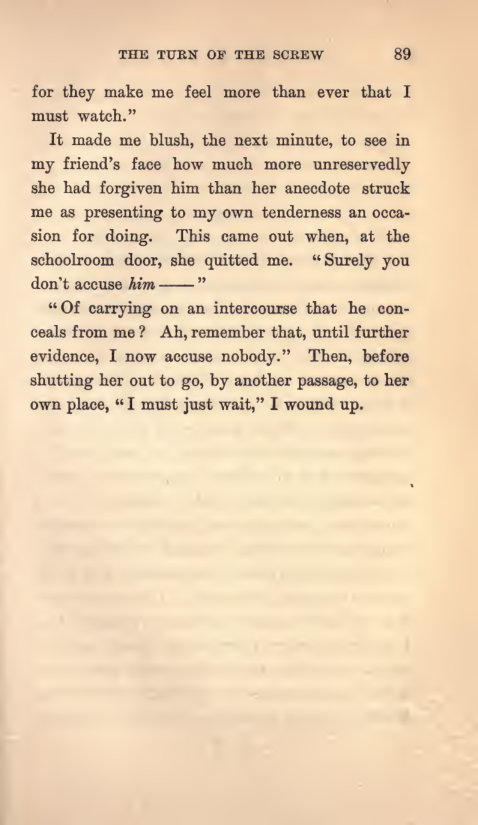 THE TURN OF THE SCREW 89
for they make me feel more than ever that I
must watch.”
It made me blush, the next minute, to see in
my friend’s face how much more unreservedly
she had forgiven him than her anecdote struck
me as presenting to my own tenderness an occa-
sion for doing. This came out when, at the
schoolroom door, she quitted me. “Surely you
don’t accuse him——”
“Of carrying on an intercourse that he con-
ceals from me? Ah, remember that, until further
evidence, I now accuse nobody.” Then, before
shutting her out to go, by another passage, to her
own place, “I must just wait,” I wound up.